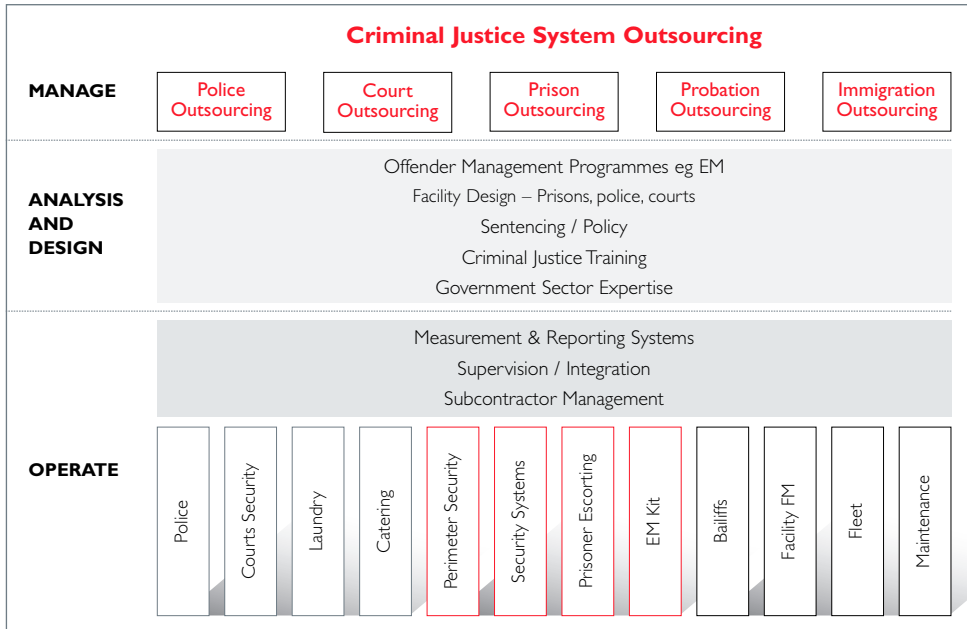 Criminal Justice System Outsourcing
MANAGE
Police
Outsourcing
Court
Outsourcing
Prison
Outsourcing
Probation
Outsourcing
Immigration
Outsourcing
ANALYSIS
AND
DESIGN
Offender Management Programmes eg EM
Facility Design – Prisons, police, courts
Sentencing / Policy
Criminal Justice Training
Government Sector Expertise
Measurement & Reporting Systems
Supervision / Integration
Subcontractor Management
OPERATE
Police
Courts Security
Laundry
Catering
Perimeter Security
Security Systems
Prisoner Escorting
EM Kit
Bailiffs
Facility FM
Fleet
Maintenance